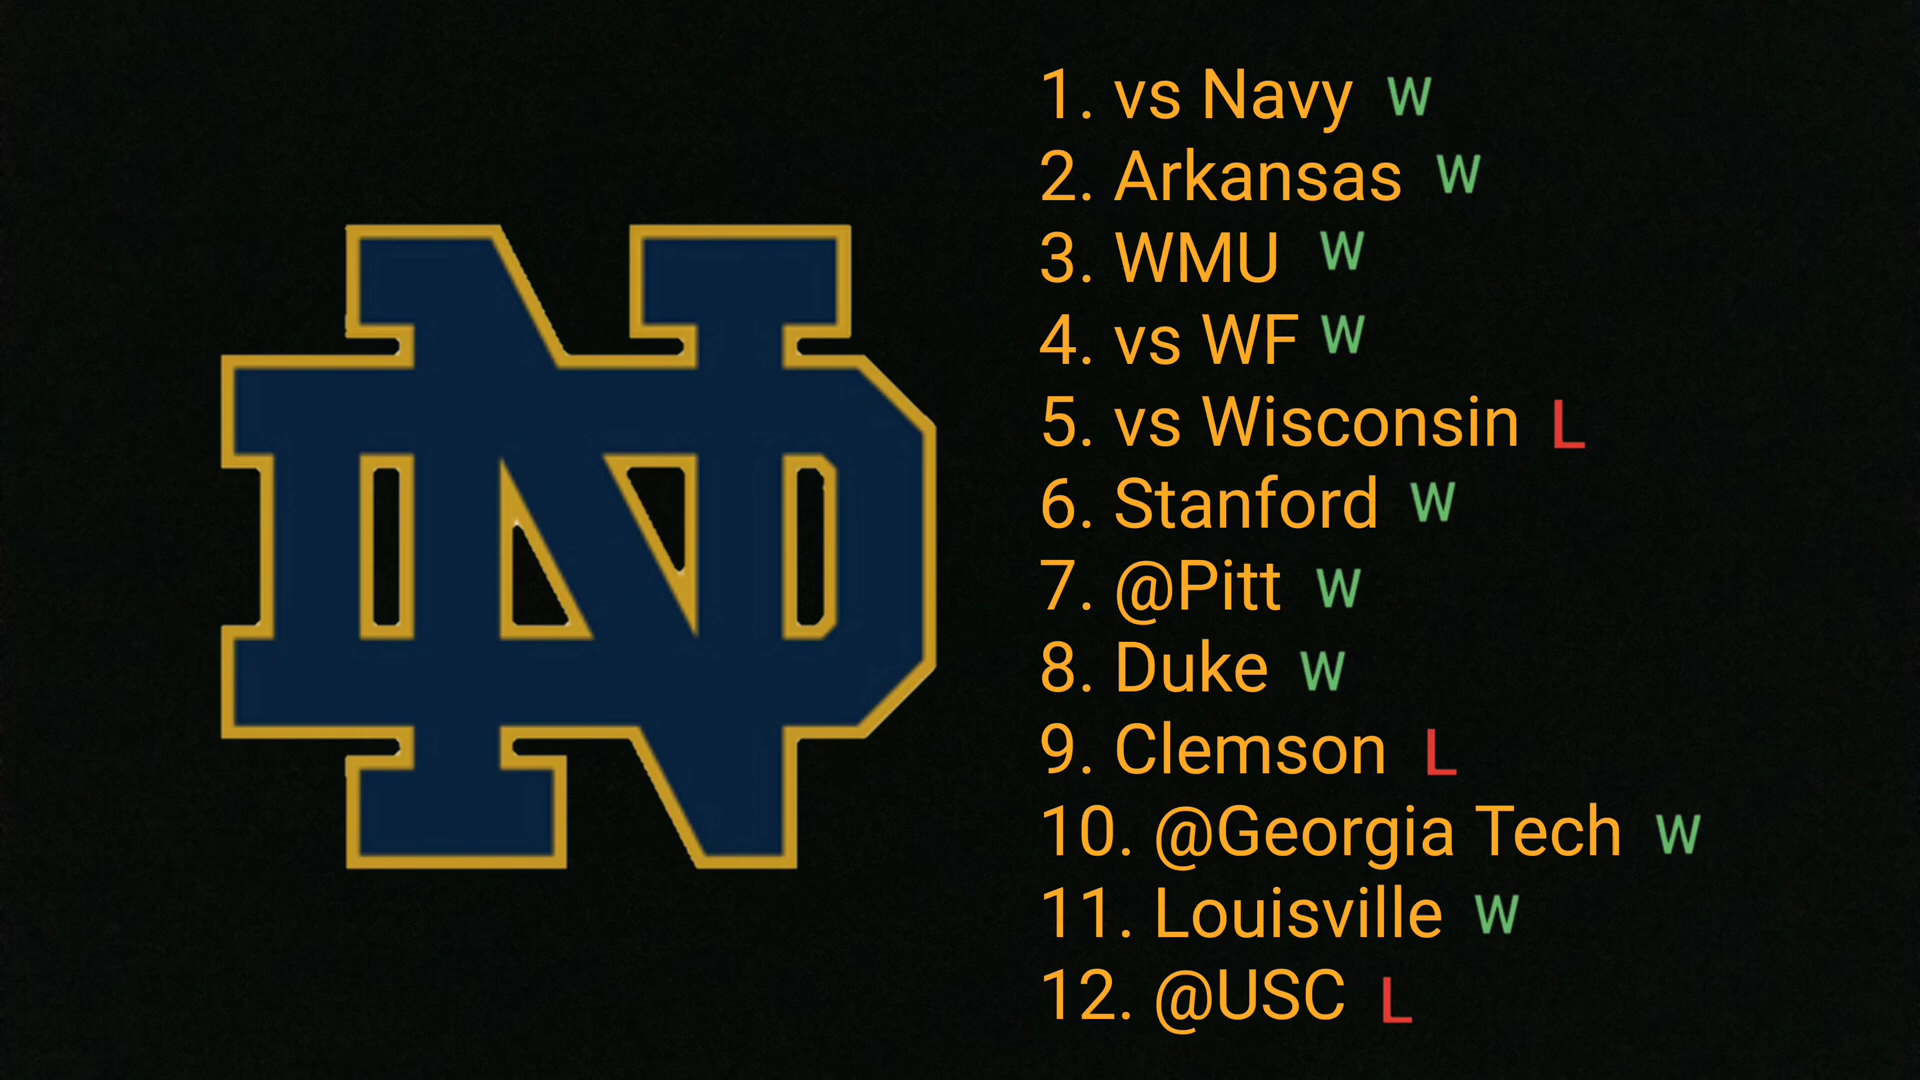 ND
1. vs Navy W
2. Arkansas W
3. WMU W
4. vs WF W
5. vs Wisconsin L
6. Stanford W
7. @Pitt W
8. Duke W
9. Clemson L
10. @Georgia Tech W
11. Louisville W
12. @USC L